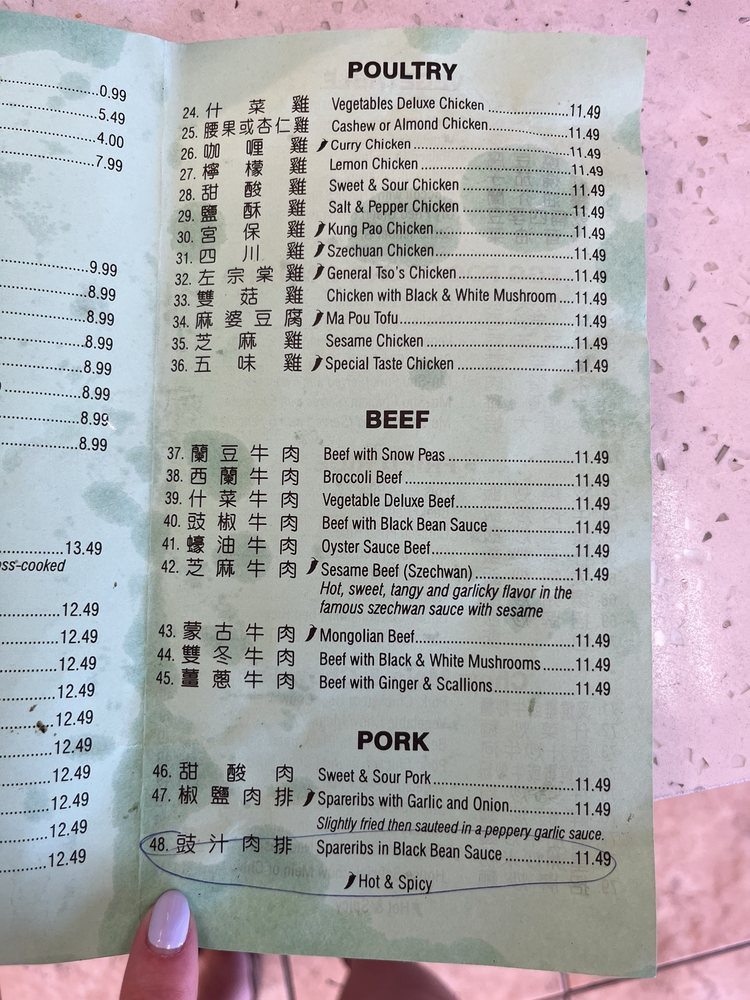 0.99
5.49
4.00
7.99
9.99
8.99
8.99
8.99
8.99
8.99
8.99
8.99
13.49
ss-cooked
12.49
12.49
12.49
12.49
12.49
12.49
12.49
12.49
12.49
12.49
POULTRY
24. 什菜雞 Vegetables Deluxe Chicken 11.49
25. 腰果或杏仁雞 Cashew or Almond Chicken 11.49
26. 咖喱雞 Curry Chicken 11.49
27. 檸檬雞 Lemon Chicken 11.49
28. 甜酸雞 Sweet & Sour Chicken 11.49
29. 鹽酥雞 Salt & Pepper Chicken 11.49
30. 宮保雞 Kung Pao Chicken 11.49
31. 四川雞 Szechuan Chicken 11.49
32. 左宗棠雞 General Tso's Chicken 11.49
33. 雙菇雞 Chicken with Black & White Mushroom 11.49
34. 麻婆豆腐 Ma Pou Tofu 11.49
35. 芝麻雞 Sesame Chicken 11.49
36. 五味雞 Special Taste Chicken 11.49
BEEF
37. 蘭豆牛肉 Beef with Snow Peas 11.49
38. 西蘭牛肉 Broccoli Beef 11.49
39. 什菜牛肉 Vegetable Deluxe Beef 11.49
40. 豉椒牛肉 Beef with Black Bean Sauce 11.49
41. 蠔油牛肉 Oyster Sauce Beef 11.49
42. 芝麻牛肉 Sesame Beef (Szechwan) 11.49
Hot, sweet, tangy and garlicky flavor in the
famous szechwan sauce with sesame
43. 蒙古牛肉 Mongolian Beef 11.49
44. 雙冬牛肉 Beef with Black & White Mushrooms 11.49
45. 薑蔥牛肉 Beef with Ginger & Scallions 11.49
PORK
46. 甜酸肉 Sweet & Sour Pork 11.49
47. 椒鹽肉排 Spareribs with Garlic and Onion 11.49
Slightly fried then sauteed in a peppery garlic sauce.
48. 豉汁肉排 Spareribs in Black Bean Sauce 11.49
Hot & Spicy